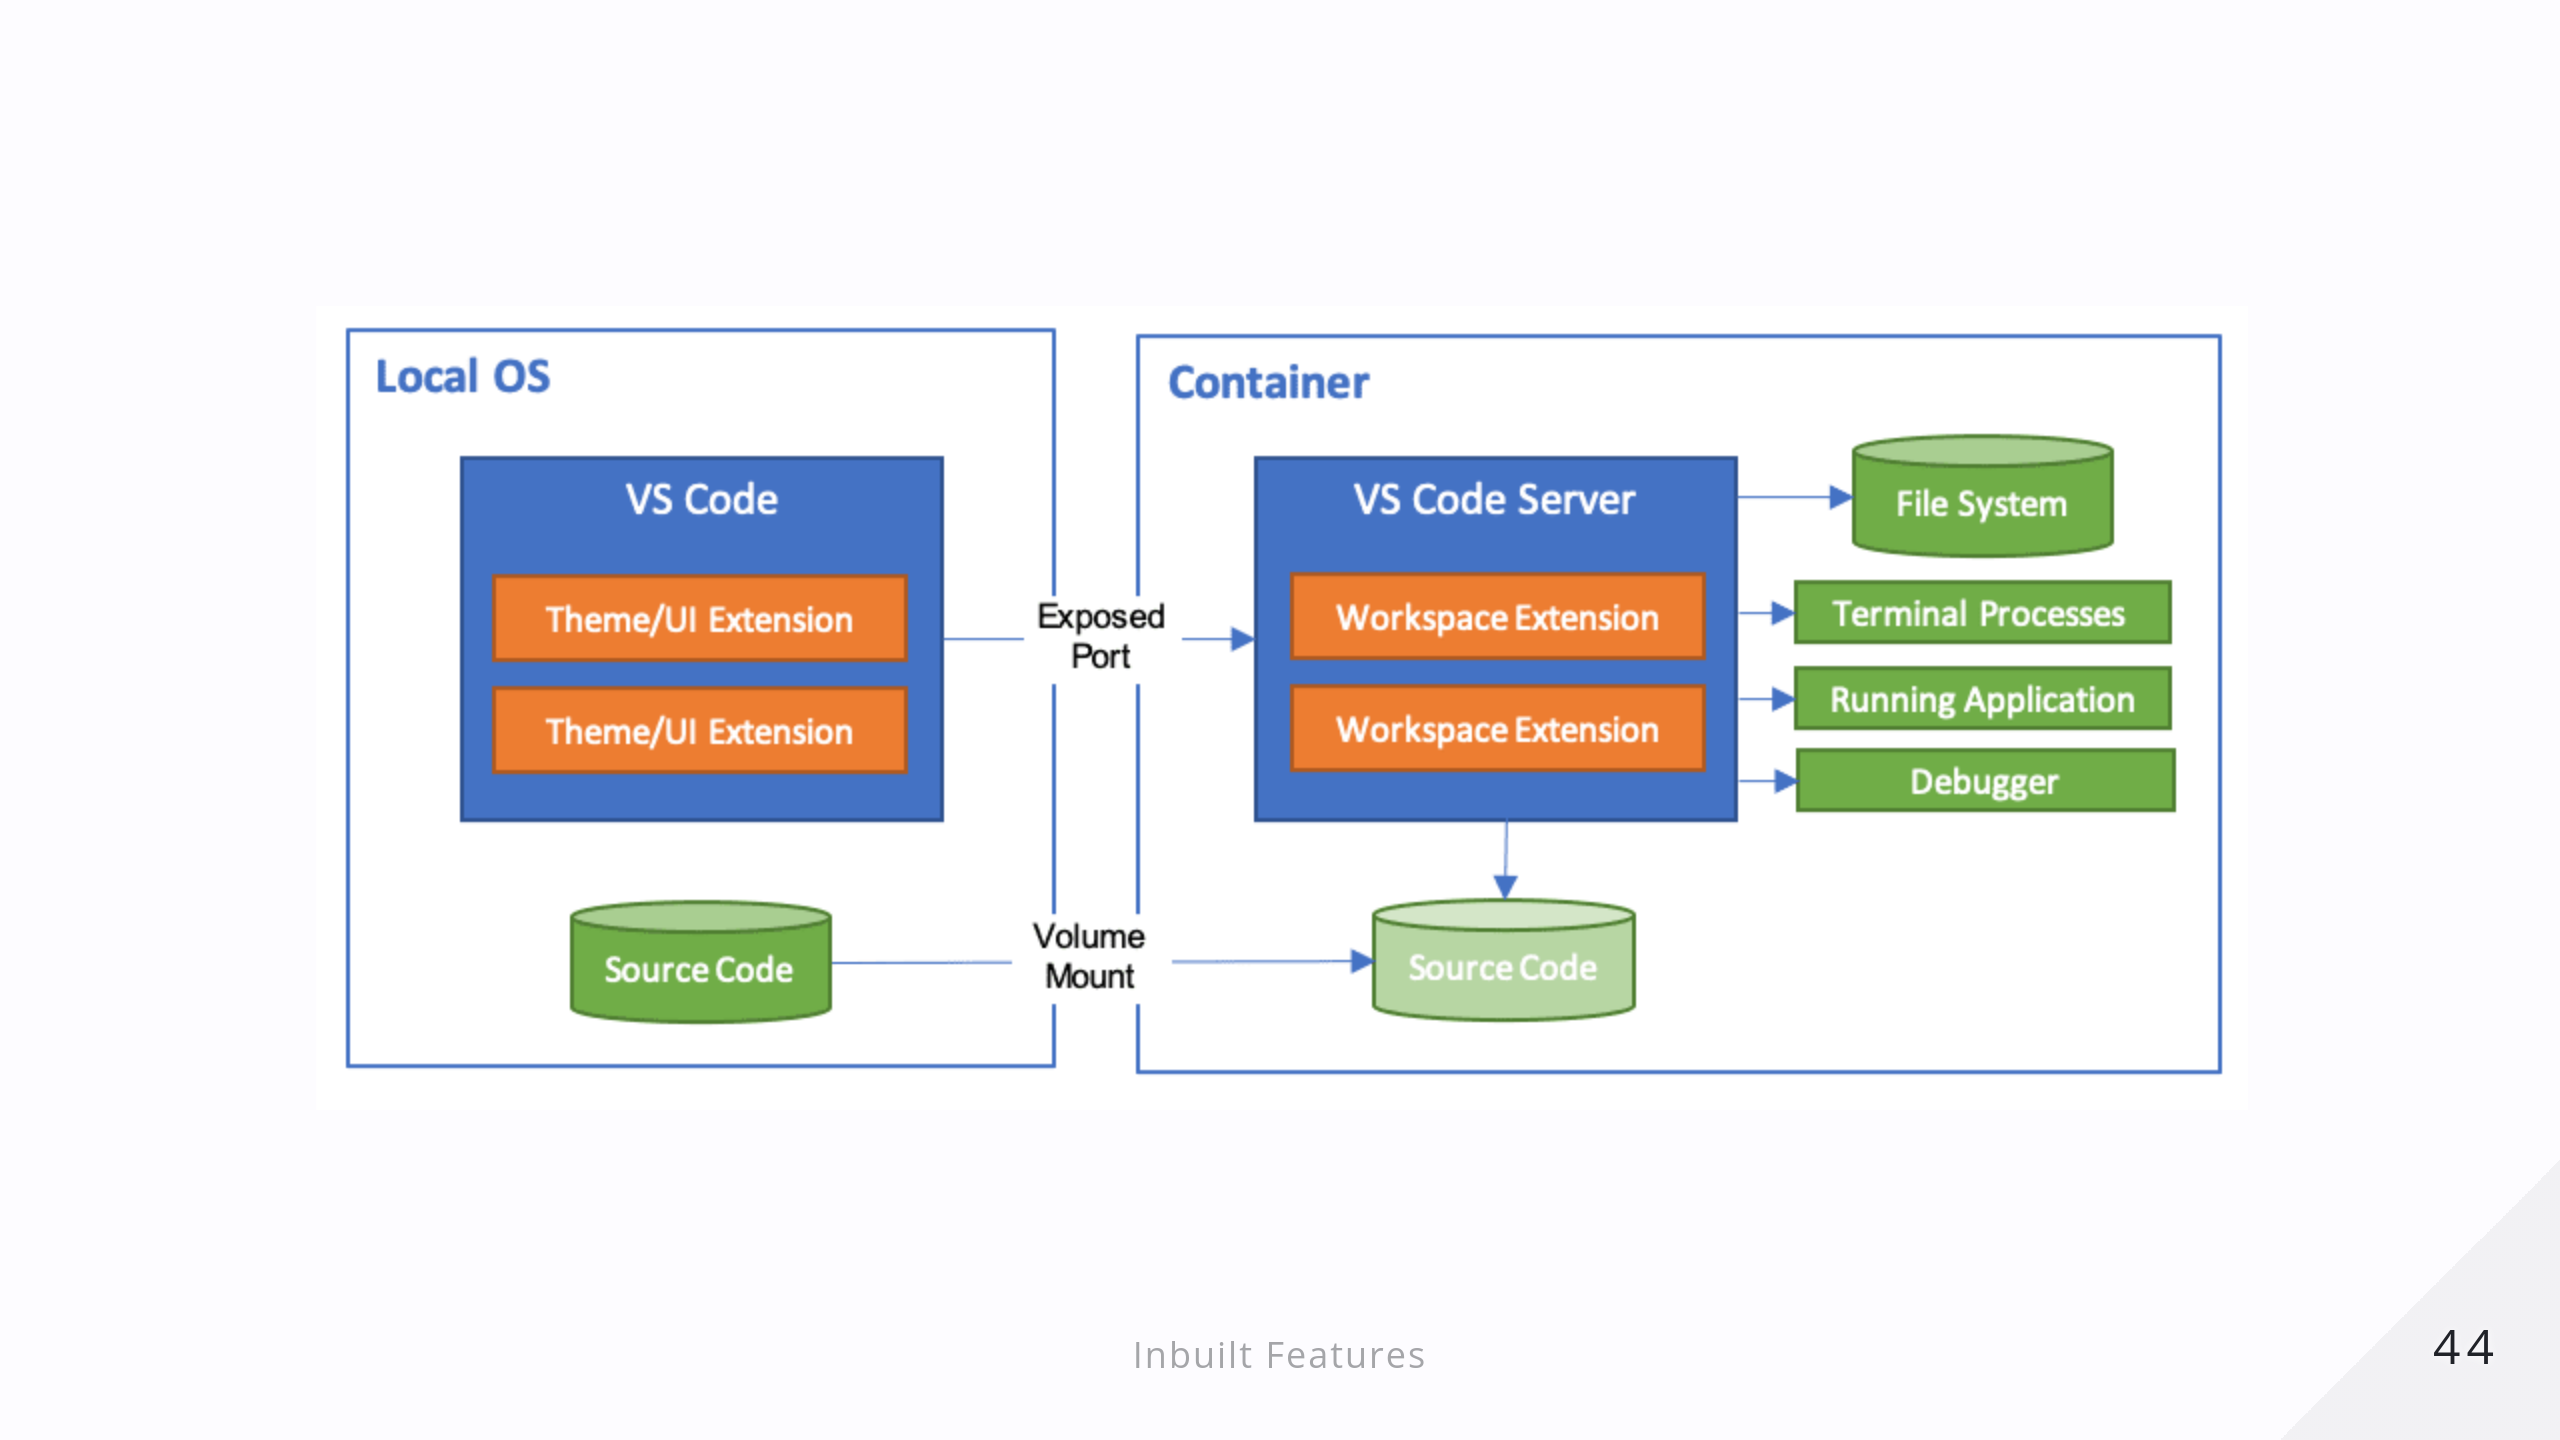 Local OS
VS Code
Theme/UI Extension
Theme/UI Extension
Source Code
Exposed
Port
Volume
Mount
Container
VS Code Server
Workspace Extension
Workspace Extension
Source Code
File System
Terminal Processes
Running Application
Debugger
Inbuilt Features
44